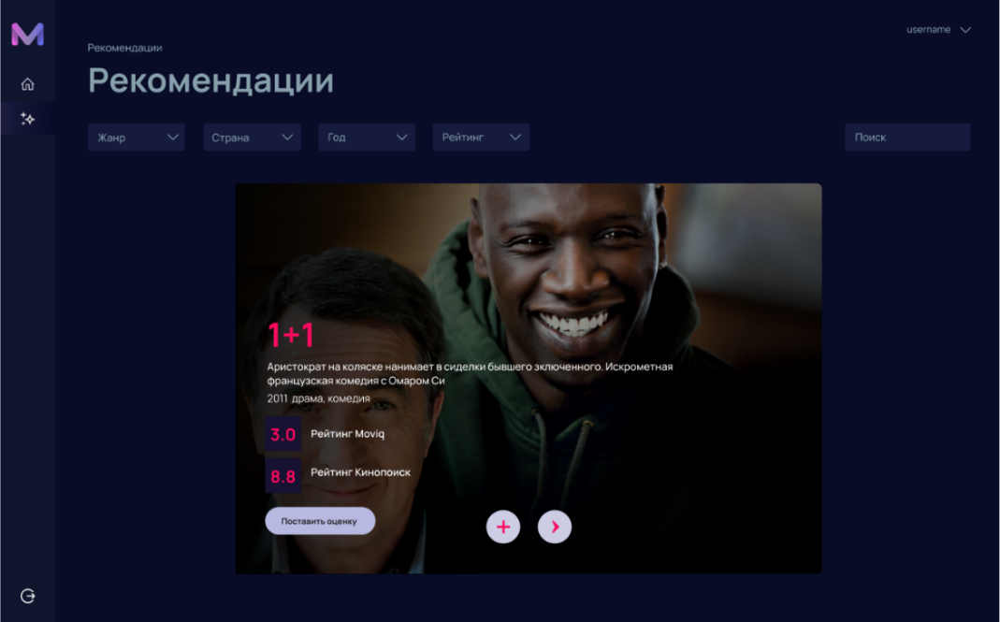 username
Рекомендации
Рекомендации
Жанр
Страна
Год
Рейтинг
Поиск
1+1
Аристократ на коляске нанимает в сиделки бывшего зключенного. Искрометная
французская комедия с Омаром Си
2011 драма, комедия
3.0 Рейтинг Moviq
8.8 Рейтинг Кинопоиск
Поставить оценку